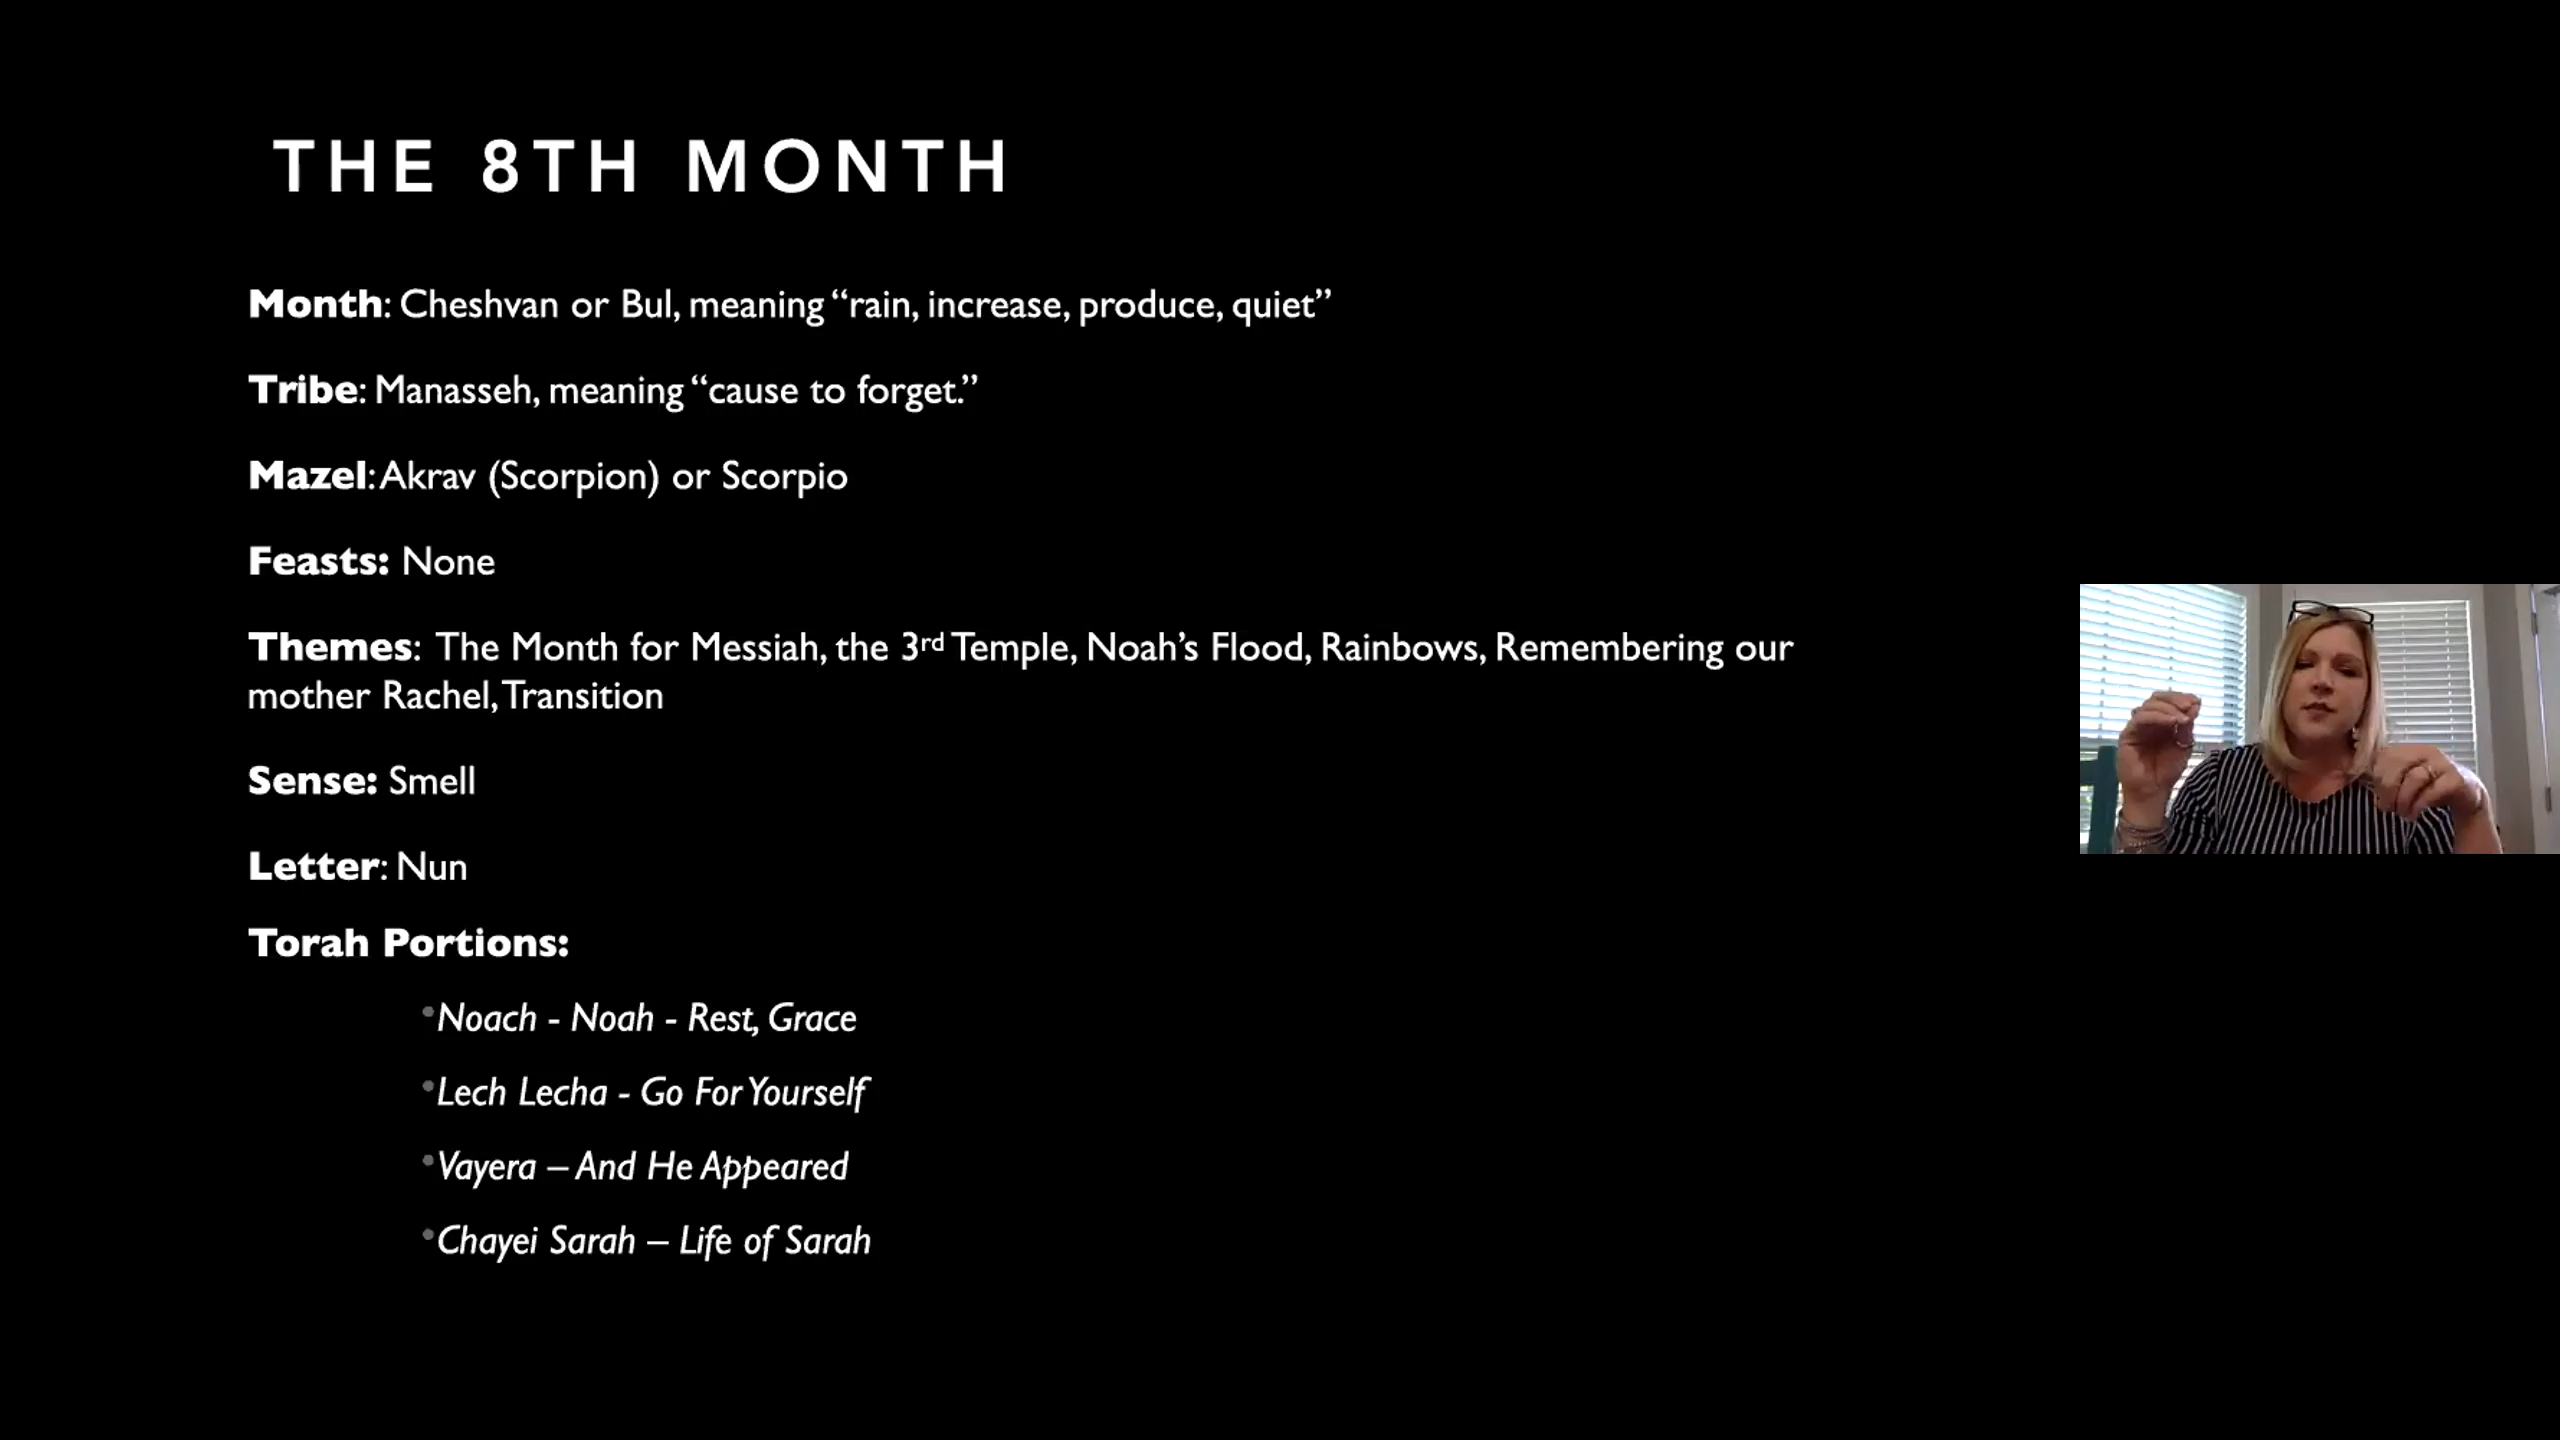 THE 8TH MONTH
Month: Cheshvan or Bul, meaning “rain, increase, produce, quiet”
Tribe: Manasseh, meaning “cause to forget.”
Mazel: Akrav (Scorpion) or Scorpio
Feasts: None
Themes: The Month for Messiah, the 3rd Temple, Noah’s Flood, Rainbows, Remembering our
mother Rachel, Transition
Sense: Smell
Letter: Nun
Torah Portions:
•Noach - Noah - Rest, Grace
•Lech Lecha - Go For Yourself
•Vayera – And He Appeared
•Chayei Sarah – Life of Sarah